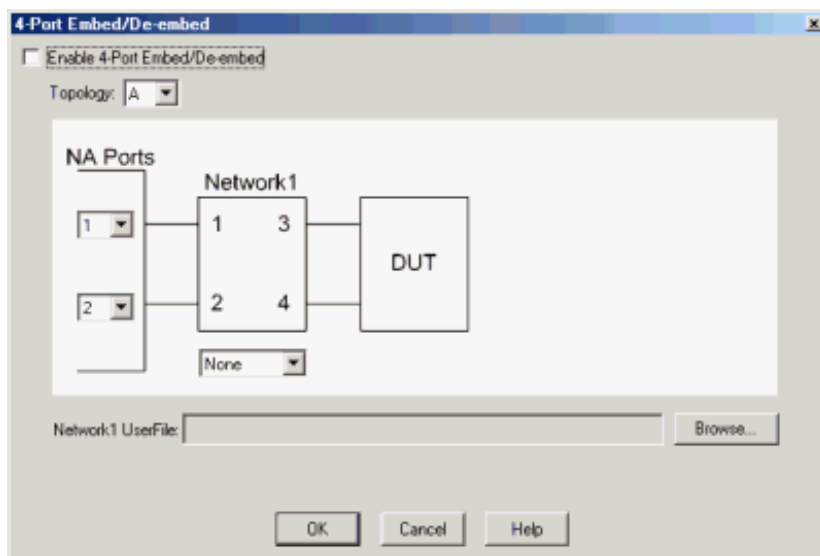 4-Port Embed/De-embed
Enable 4-Port Embed/De-embed
Topology: A
NA Ports
Network1
1 1 3
DUT
2 2 4
None
Network1 UserFile: Browse...
OK Cancel Help